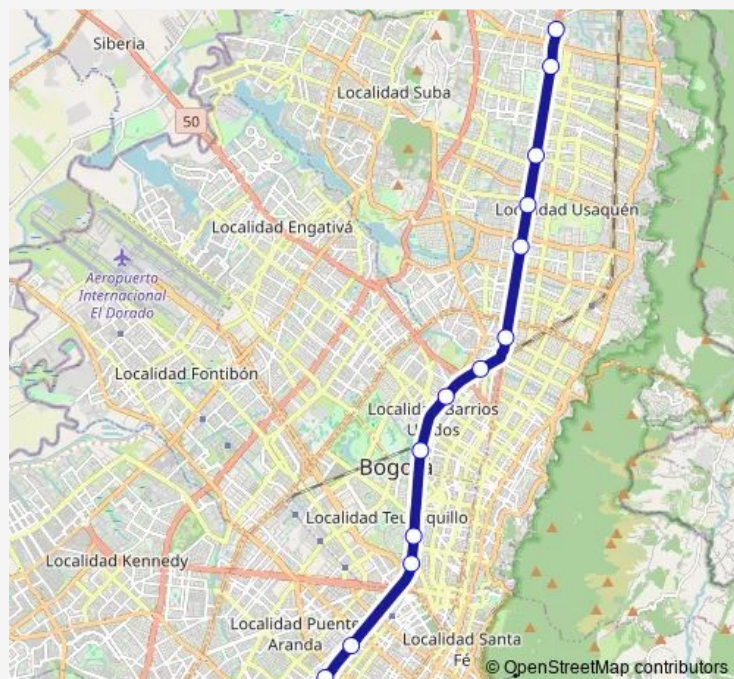 Siberia
Localidad Suba
50
Localidad Usaquén
Localidad Engativá
Aeropuerto
Internacional
El Dorado
Localidad Fontibón
Localidad Barrios
Unidos
Bogotá
Localidad Teusaquillo
Localidad Kennedy
Localidad Puente
Aranda
Localidad Santa
Fé
© OpenStreetMap contributors